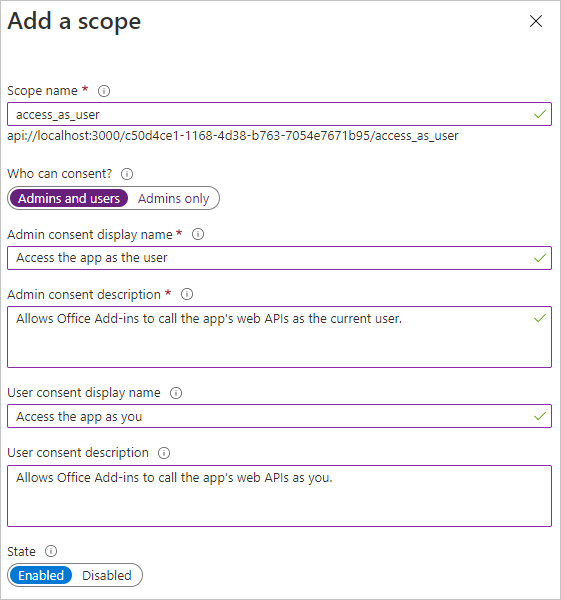 Add a scope
Scope name *
access_as_user
api://localhost:3000/c50d4ce1-1168-4d38-b763-7054e7671b95/access_as_user
Who can consent?
Admins and users Admins only
Admin consent display name *
Access the app as the user
Admin consent description *
Allows Office Add-ins to call the app's web APIs as the current user.
User consent display name
Access the app as you
User consent description
Allows Office Add-ins to call the app's web APIs as you.
State
Enabled Disabled